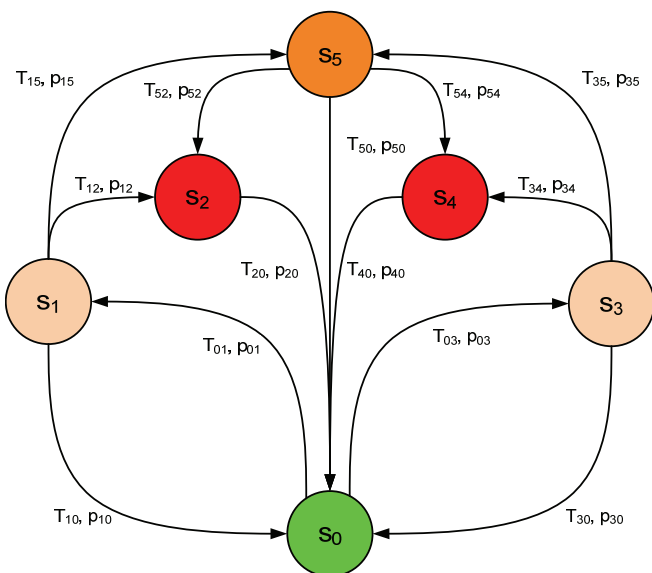 S₅
T₁₅, p₁₅
T₅₂, p₅₂
T₅₄, p₅₄
T₃₅, p₃₅
T₅₀, p₅₀
T₁₂, p₁₂
T₃₄, p₃₄
S₂
S₄
T₂₀, p₂₀
T₄₀, p₄₀
S₁
S₃
T₀₁, p₀₁
T₀₃, p₀₃
T₁₀, p₁₀
T₃₀, p₃₀
S₀